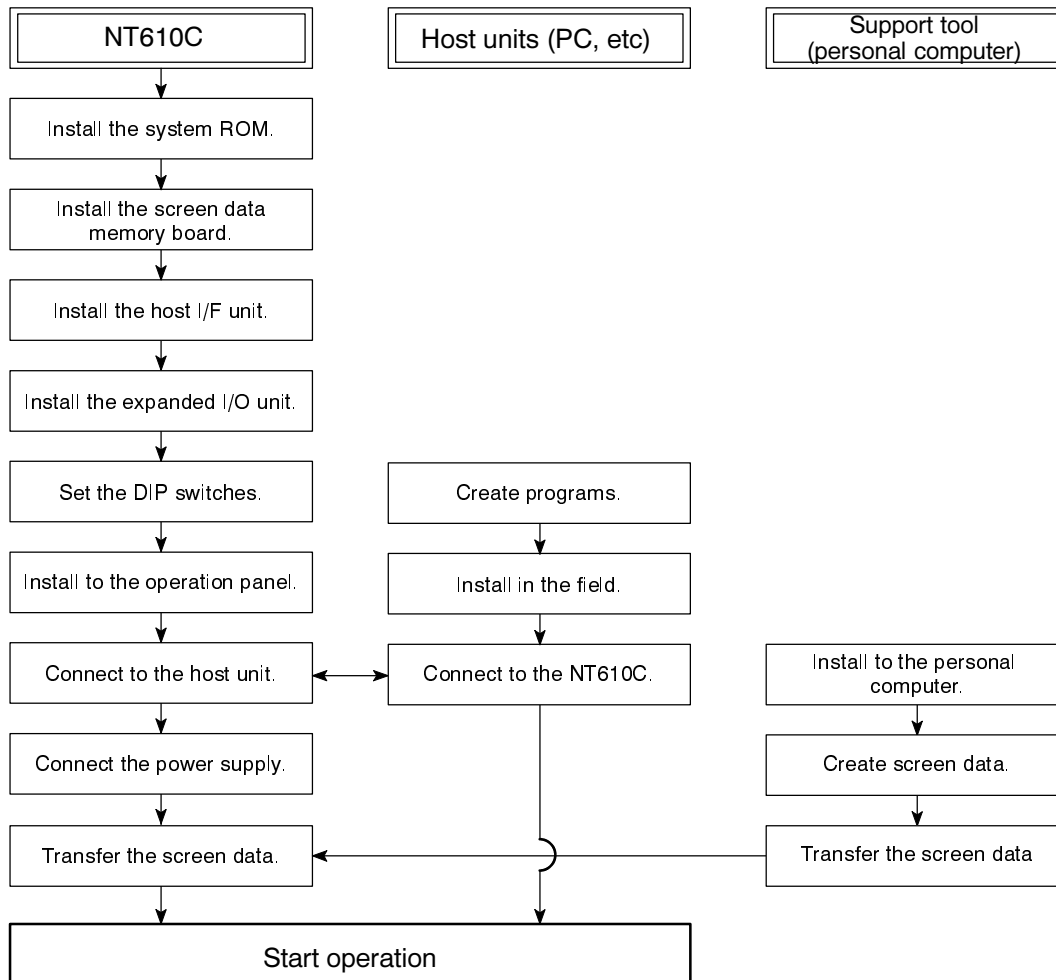 NT610C
Host units (PC, etc)
Support tool
(personal computer)
Install the system ROM.
Install the screen data
memory board.
Install the host I/F unit.
Install the expanded I/O unit.
Set the DIP switches.
Create programs.
Install to the operation panel.
Install in the field.
Connect to the host unit.
Connect to the NT610C.
Install to the personal
computer.
Connect the power supply.
Create screen data.
Transfer the screen data.
Transfer the screen data
Start operation